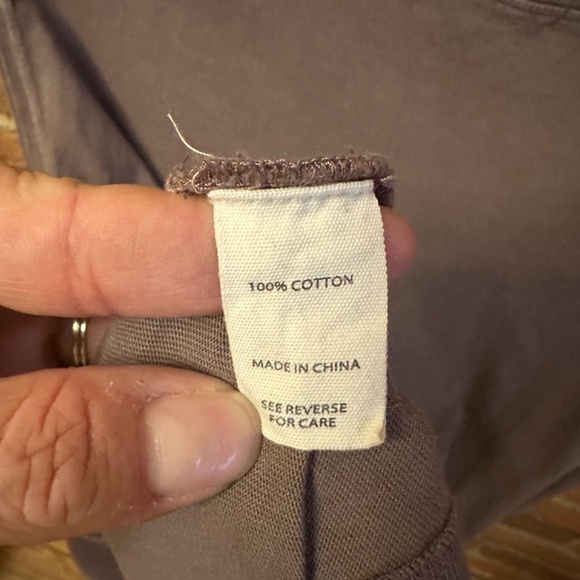 100% COTTON
MADE IN CHINA
SEE REVERSE
FOR CARE